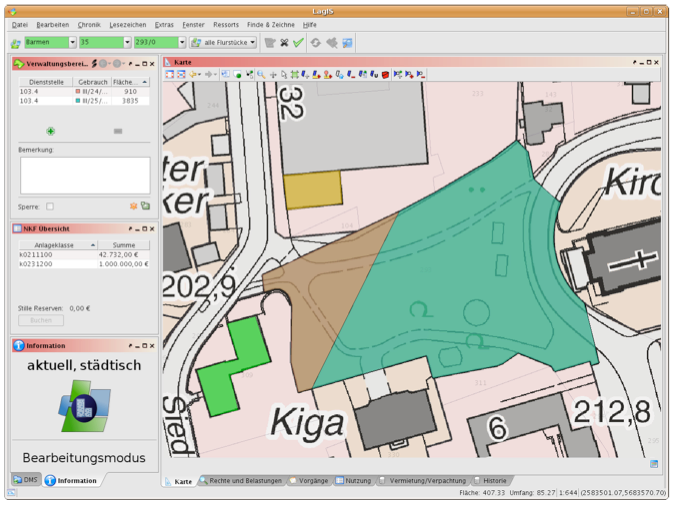 LagIS
Datei Bearbeiten Chronik Lesezeichen Extras Fenster Ressorts Finde & Zeichne Hilfe
Barmen 35 293/0 alle Flurstücke
Verwaltungsberei...
Dienststelle Gebrauch Fläche...
103.4 III/24/... 910
103.4 III/25/... 3835
Bemerkung:
Sperre:
NKF Übersicht
Anlageklasse Summe
k0211100 42.732,00 €
k0231200 1.000.000,00 €
Stille Reserven: 0,00 €
Buchen
Information
aktuell, städtisch
Bearbeitungsmodus
DMS Information
Karte
32
ter
ker
Kirc
202,9
Kiga
Sied
6
212,8
Karte Rechte und Belastungen Vorgänge Nutzung Vermietung/Verpachtung Historie
Fläche: 407.33 Umfang: 85.27 1:644 (2583501.07,5683570.70)